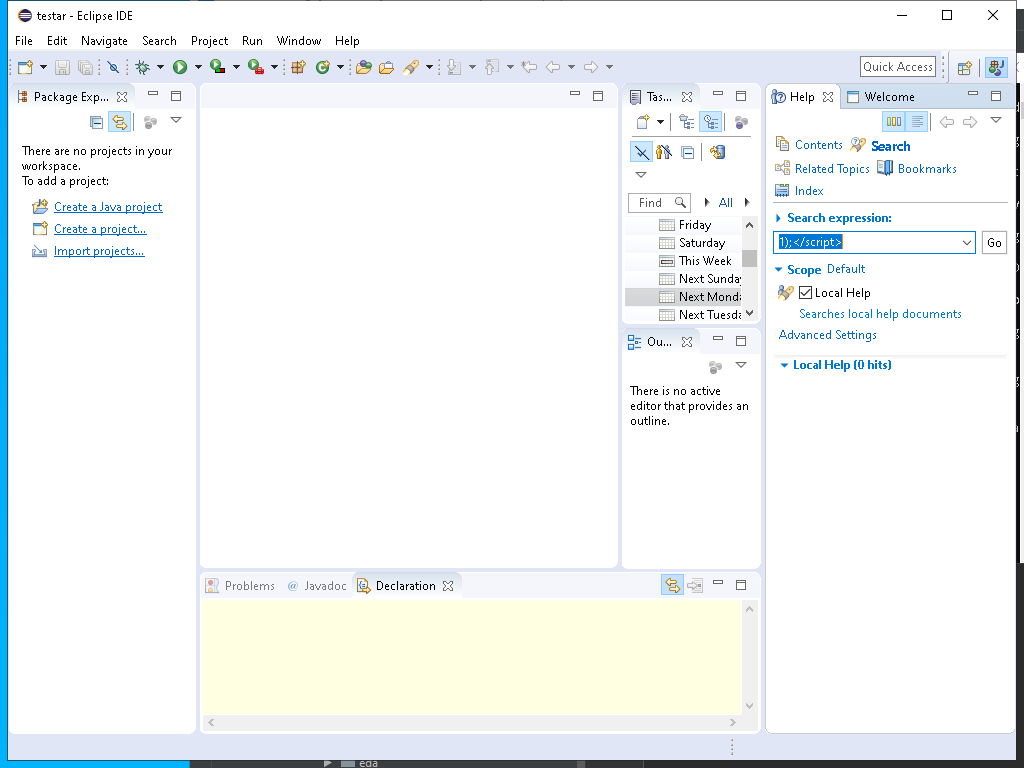 testar - Eclipse IDE
File Edit Navigate Search Project Run Window Help
Quick Access
Package Exp...
There are no projects in your
workspace.
To add a project:
Create a Java project
Create a project...
Import projects...
Tas...
Find
All
Friday
Saturday
This Week
Next Sunda
Next Monda
Next Tuesda
Ou...
There is no active
editor that provides an
outline.
Help Welcome
Contents Search
Related Topics Bookmarks
Index
Search expression:
1);</script>
Go
Scope Default
Local Help
Searches local help documents
Advanced Settings
Local Help (0 hits)
Problems @ Javadoc Declaration
eda